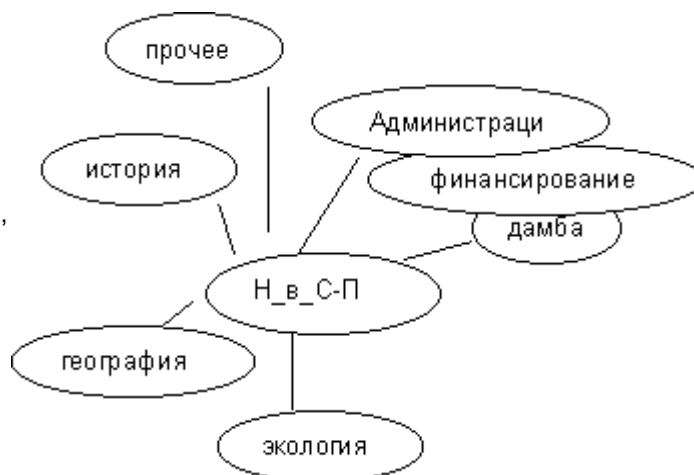 прочее
Администраци
история
финансирование
,
дамба
Н_в_С-П
география
экология